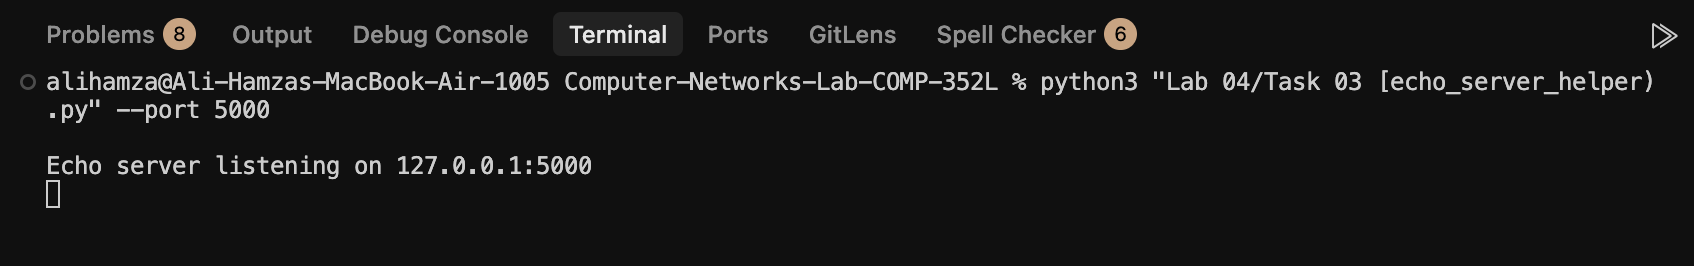 Problems 8 Output Debug Console Terminal Ports GitLens Spell Checker 6
alihamza@Ali-Hamzas-MacBook-Air-1005 Computer-Networks-Lab-COMP-352L % python3 "Lab 04/Task 03 [echo_server_helper)
.py" --port 5000
Echo server listening on 127.0.0.1:5000